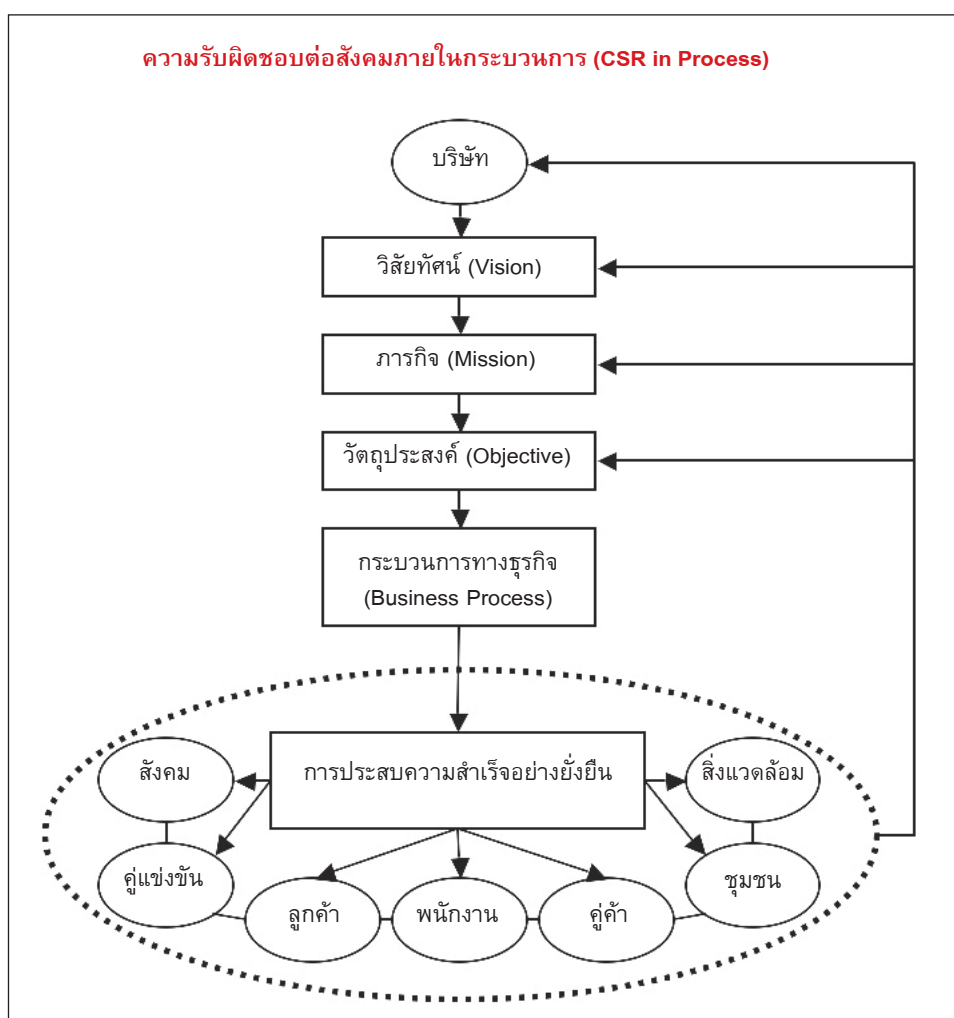 ความรับผิดชอบต่อสังคมภายในกระบวนการ (CSR in Process)
บริษัท
วิสัยทัศน์ (Vision)
ภารกิจ (Mission)
วัตถุประสงค์ (Objective)
กระบวนการทางธุรกิจ
(Business Process)
การประสบความสำเร็จอย่างยั่งยืน
สังคม
สิ่งแวดล้อม
คู่แข่งขัน
ชุมชน
ลูกค้า
พนักงาน
คู่ค้า